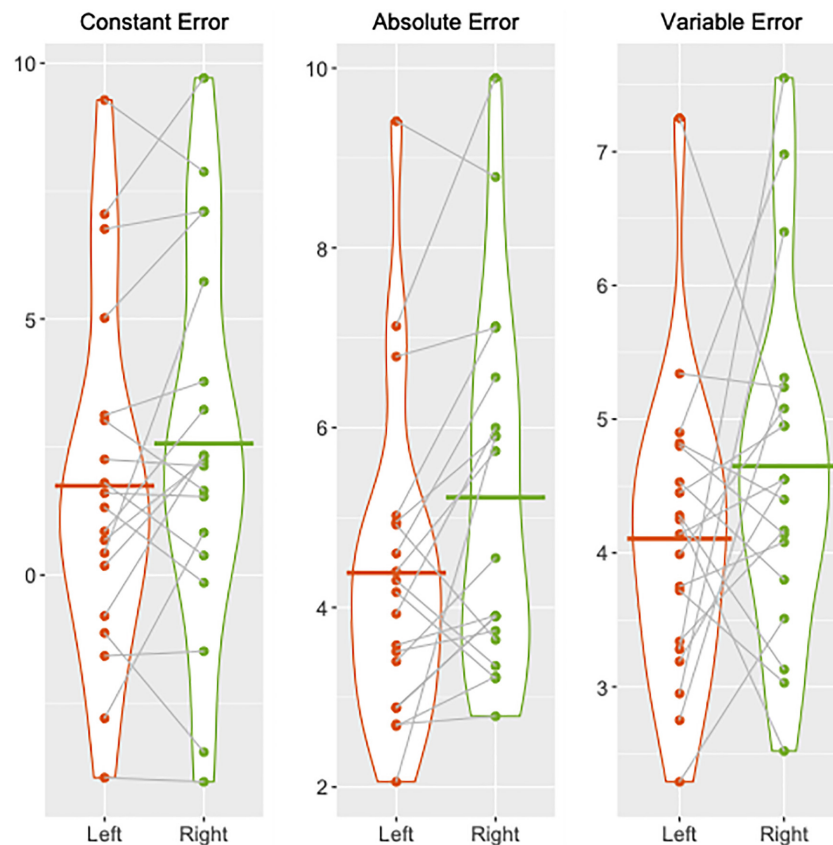 Constant Error
Absolute Error
Variable Error
10
5
0
Left
Right
10
8
6
4
2
Left
Right
7
6
5
4
3
Left
Right